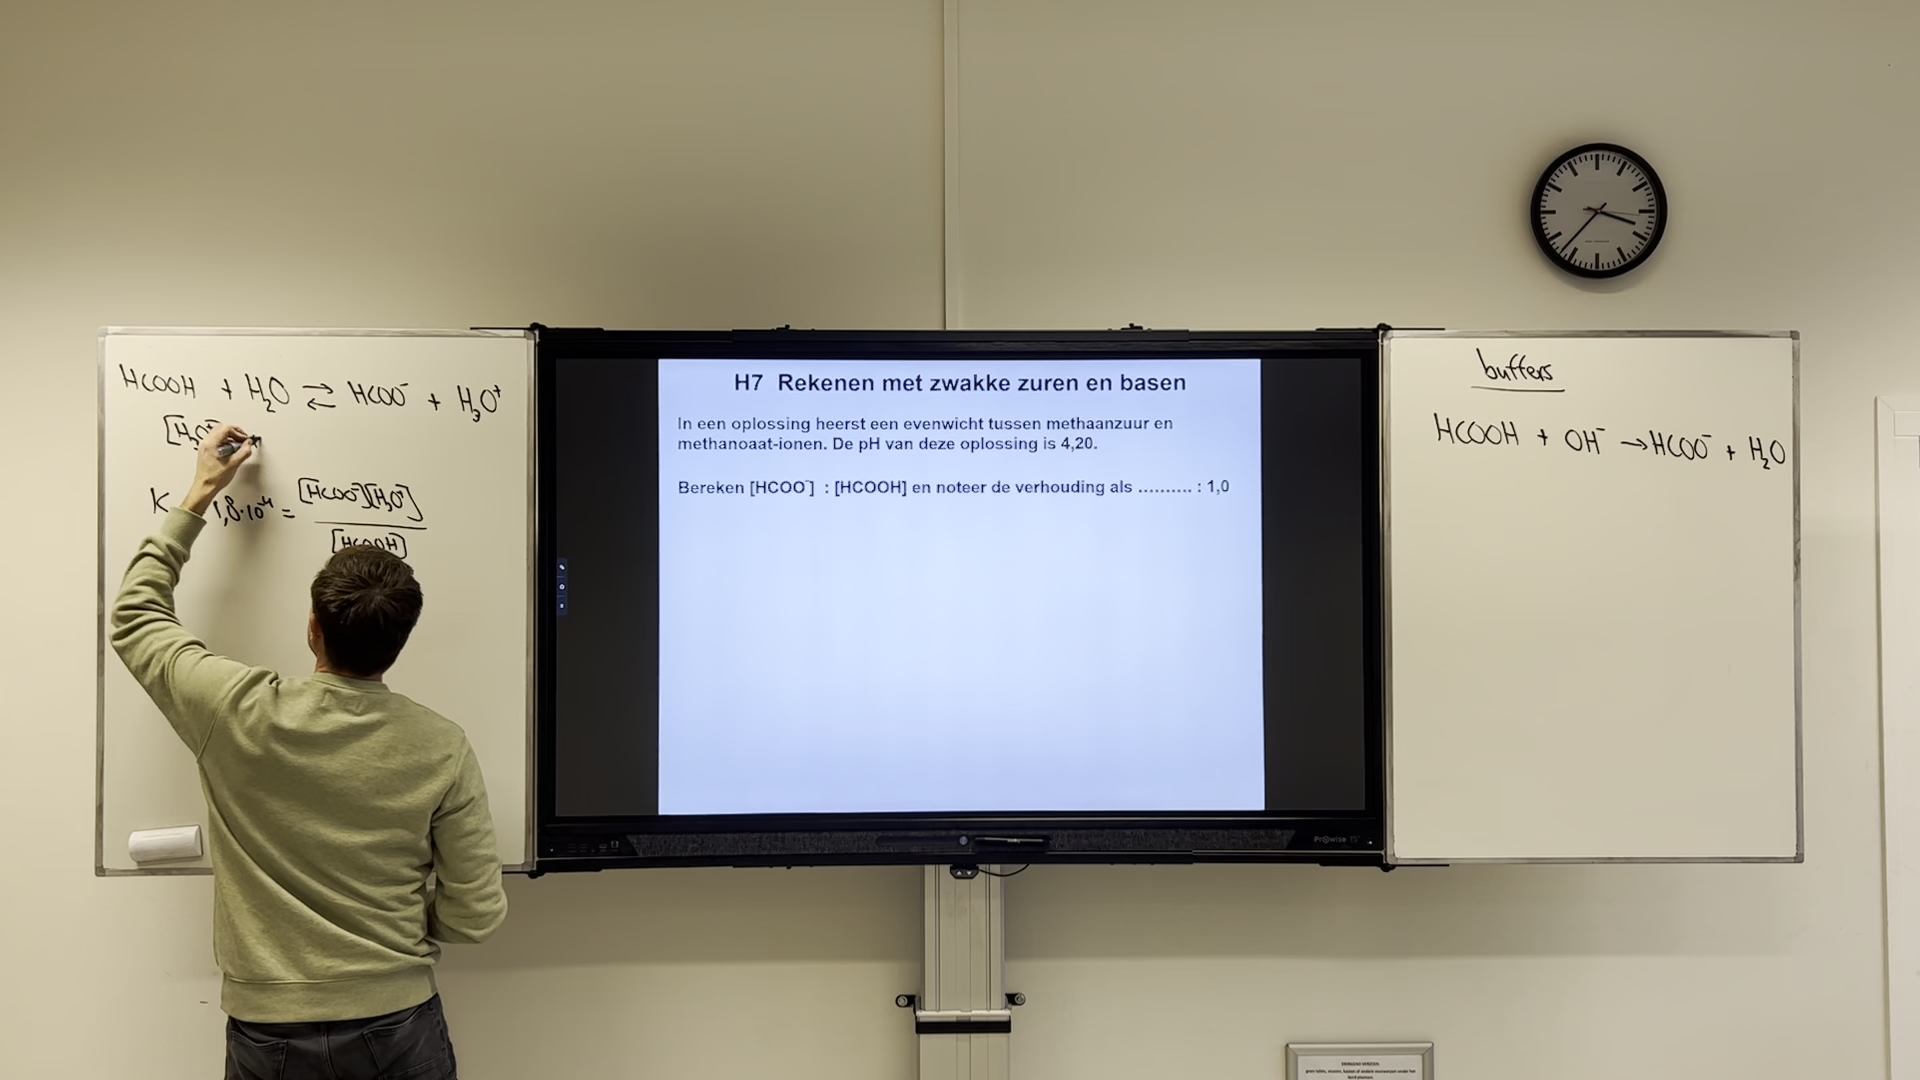 HCOOH + H₂O ⇌ HCOO⁻ + H₃O⁺
[H₃O⁺]
K
1,8·10⁻⁴ = [HCOO⁻][H₃O⁺]
[HCOOH]
H7 Rekenen met zwakke zuren en basen
In een oplossing heerst een evenwicht tussen methaanzuur en
methanoaat-ionen. De pH van deze oplossing is 4,20.
Bereken [HCOO⁻] : [HCOOH] en noteer de verhouding als .......... : 1,0
Prowise
buffers
HCOOH + OH⁻ → HCOO⁻ + H₂O